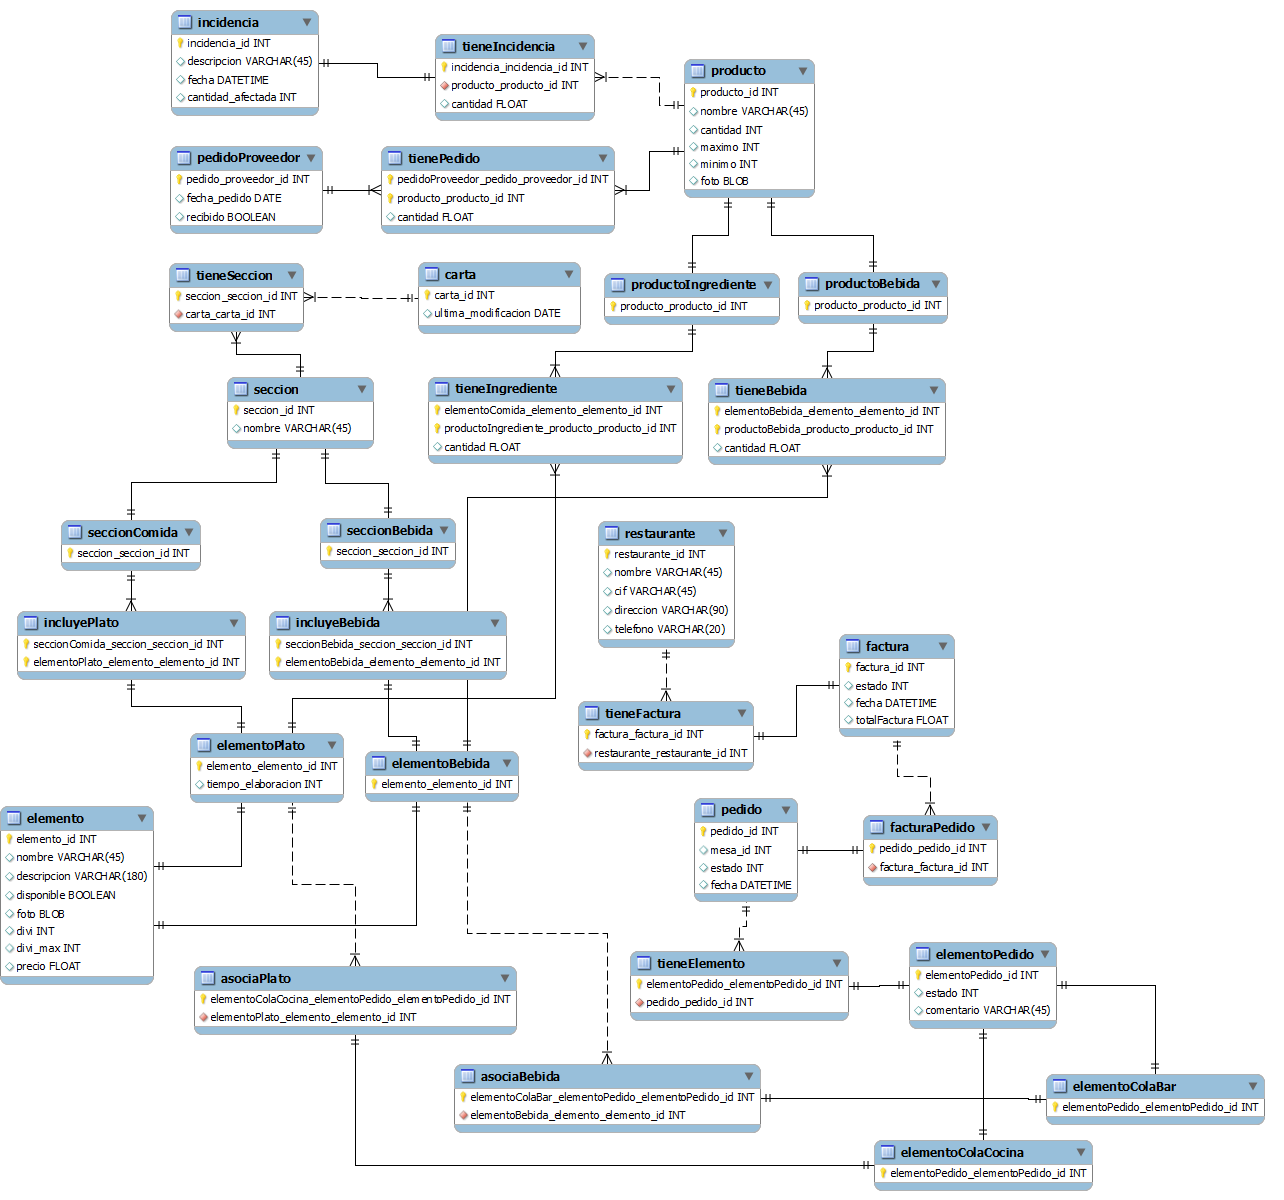 incidencia
incidencia_id INT
descripcion VARCHAR(45)
fecha DATETIME
cantidad_afectada INT
tieneIncidencia
incidencia_incidencia_id INT
producto_producto_id INT
cantidad FLOAT
producto
producto_id INT
nombre VARCHAR(45)
cantidad INT
maximo INT
minimo INT
foto BLOB
pedidoProveedor
pedido_proveedor_id INT
fecha_pedido DATE
recibido BOOLEAN
tienePedido
pedidoProveedor_pedido_proveedor_id INT
producto_producto_id INT
cantidad FLOAT
tieneSeccion
seccion_seccion_id INT
carta_carta_id INT
carta
carta_id INT
ultima_modificacion DATE
productoIngrediente
producto_producto_id INT
productoBebida
producto_producto_id INT
seccion
seccion_id INT
nombre VARCHAR(45)
tieneIngrediente
elementoComida_elemento_elemento_id INT
productoIngrediente_producto_producto_id INT
cantidad FLOAT
tieneBebida
elementoBebida_elemento_elemento_id INT
productoBebida_producto_producto_id INT
cantidad FLOAT
seccionComida
seccion_seccion_id INT
seccionBebida
seccion_seccion_id INT
restaurante
restaurante_id INT
nombre VARCHAR(45)
cif VARCHAR(45)
direccion VARCHAR(90)
telefono VARCHAR(20)
incluyePlato
seccionComida_seccion_seccion_id INT
elementoPlato_elemento_elemento_id INT
incluyeBebida
seccionBebida_seccion_seccion_id INT
elementoBebida_elemento_elemento_id INT
factura
factura_id INT
estado INT
fecha DATETIME
totalFactura FLOAT
tieneFactura
factura_factura_id INT
restaurante_restaurante_id INT
elementoPlato
elemento_elemento_id INT
tiempo_elaboracion INT
elementoBebida
elemento_elemento_id INT
elemento
elemento_id INT
nombre VARCHAR(45)
descripcion VARCHAR(180)
disponible BOOLEAN
foto BLOB
divi INT
divi_max INT
precio FLOAT
pedido
pedido_id INT
mesa_id INT
estado INT
fecha DATETIME
facturaPedido
pedido_pedido_id INT
factura_factura_id INT
asociaPlato
elementoColaCocina_elementoPedido_elementoPedido_id INT
elementoPlato_elemento_elemento_id INT
tieneElemento
elementoPedido_elementoPedido_id INT
pedido_pedido_id INT
elementoPedido
elementoPedido_id INT
estado INT
comentario VARCHAR(45)
asociaBebida
elementoColaBar_elementoPedido_elementoPedido_id INT
elementoBebida_elemento_elemento_id INT
elementoColaBar
elementoPedido_elementoPedido_id INT
elementoColaCocina
elementoPedido_elementoPedido_id INT